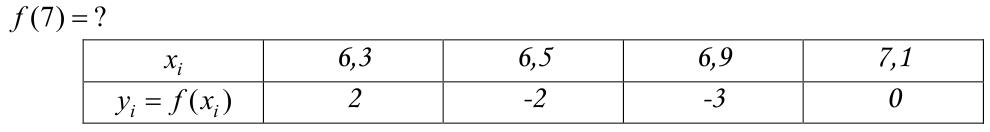 f(7) = ?
xᵢ 6,3 6,5 6,9 7,1
yᵢ = f(xᵢ) 2 -2 -3 0